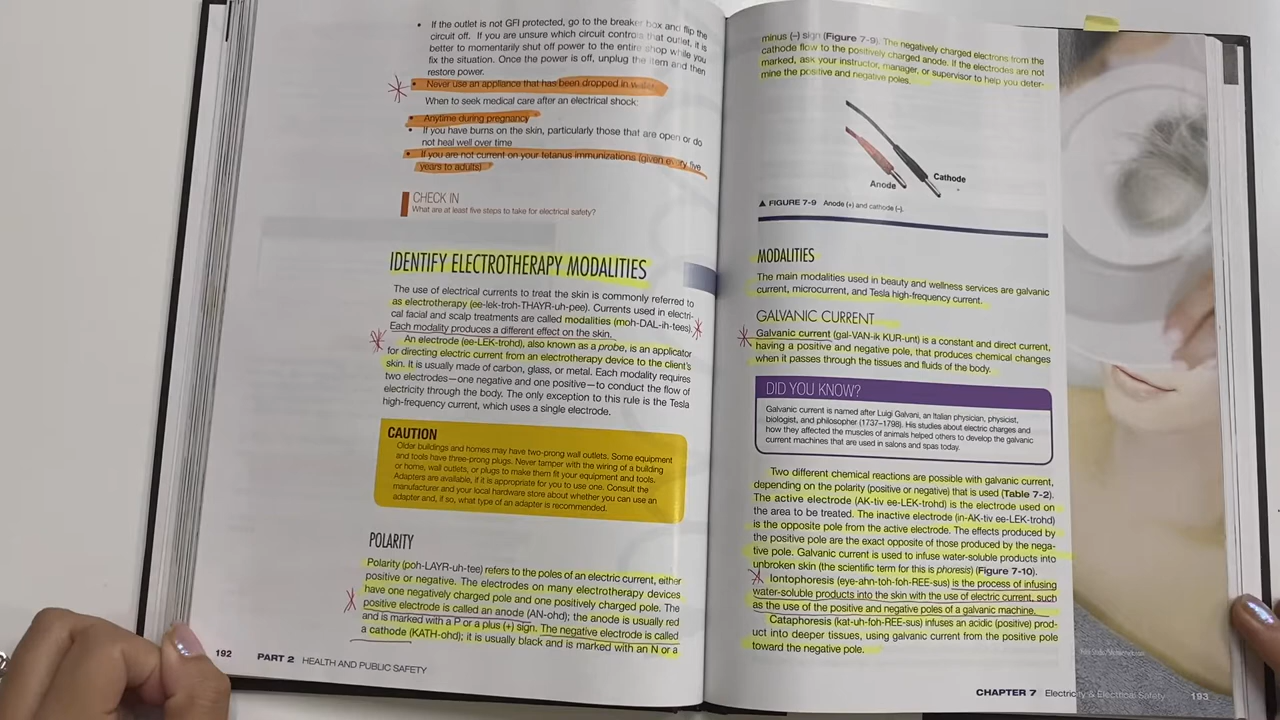 • If the outlet is not GFI protected, go to the breaker box and flip the
circuit off. If you are unsure which circuit controls that outlet, it is
better to momentarily shut off power to the entire shop while you
fix the situation. Once the power is off, unplug the item and then
restore power.
• Never use an appliance that has been dropped in water.
When to seek medical care after an electrical shock:
• Anytime during pregnancy
• If you have burns on the skin, particularly those that are open or do
not heal well over time
• If you are not current on your tetanus immunizations (given every five
years to adults)
CHECK IN
What are at least five steps to take for electrical safety?
IDENTIFY ELECTROTHERAPY MODALITIES
The use of electrical currents to treat the skin is commonly referred to
as electrotherapy (ee-lek-troh-THAYR-uh-pee). Currents used in electri-
cal facial and scalp treatments are called modalities (moh-DAL-ih-tees).
Each modality produces a different effect on the skin.
An electrode (ee-LEK-trohd), also known as a probe, is an applicator
for directing electric current from an electrotherapy device to the client's
skin. It is usually made of carbon, glass, or metal. Each modality requires
two electrodes—one negative and one positive—to conduct the flow of
electricity through the body. The only exception to this rule is the Tesla
high-frequency current, which uses a single electrode.
CAUTION
Older buildings and homes may have two-prong wall outlets. Some equipment
and tools have three-prong plugs. Never tamper with the wiring of a building
or home, wall outlets, or plugs to make them fit your equipment and tools.
Adapters are available, if it is appropriate for you to use one. Consult the
manufacturer and your local hardware store about whether you can use an
adapter and, if so, what type of an adapter is recommended.
POLARITY
Polarity (poh-LAYR-uh-tee) refers to the poles of an electric current, either
positive or negative. The electrodes on many electrotherapy devices
have one negatively charged pole and one positively charged pole. The
positive electrode is called an anode (AN-ohd); the anode is usually red
and is marked with a P or a plus (+) sign. The negative electrode is called
a cathode (KATH-ohd); it is usually black and is marked with an N or a
192 PART 2 HEALTH AND PUBLIC SAFETY
minus (–) sign (Figure 7-9). The negatively charged electrons from the
cathode flow to the positively charged anode. If the electrodes are not
marked, ask your instructor, manager, or supervisor to help you deter-
mine the positive and negative poles.
Cathode
Anode
▲ FIGURE 7-9 Anode (+) and cathode (–).
MODALITIES
The main modalities used in beauty and wellness services are galvanic
current, microcurrent, and Tesla high-frequency current.
GALVANIC CURRENT
Galvanic current (gal-VAN-ik KUR-unt) is a constant and direct current,
having a positive and negative pole, that produces chemical changes
when it passes through the tissues and fluids of the body.
DID YOU KNOW?
Galvanic current is named after Luigi Galvani, an Italian physician, physicist,
biologist, and philosopher (1737–1798). His studies about electric charges and
how they affected the muscles of animals helped others to develop the galvanic
current machines that are used in salons and spas today.
Two different chemical reactions are possible with galvanic current,
depending on the polarity (positive or negative) that is used (Table 7-2).
The active electrode (AK-tiv ee-LEK-trohd) is the electrode used on
the area to be treated. The inactive electrode (in-AK-tiv ee-LEK-trohd)
is the opposite pole from the active electrode. The effects produced by
the positive pole are the exact opposite of those produced by the nega-
tive pole. Galvanic current is used to infuse water-soluble products into
unbroken skin (the scientific term for this is phoresis) (Figure 7-10).
Iontophoresis (eye-ahn-toh-foh-REE-sus) is the process of infusing
water-soluble products into the skin with the use of electric current, such
as the use of the positive and negative poles of a galvanic machine.
Cataphoresis (kat-uh-foh-REE-sus) infuses an acidic (positive) prod-
uct into deeper tissues, using galvanic current from the positive pole
toward the negative pole.
CHAPTER 7 Electricity & Electrical Safety 193